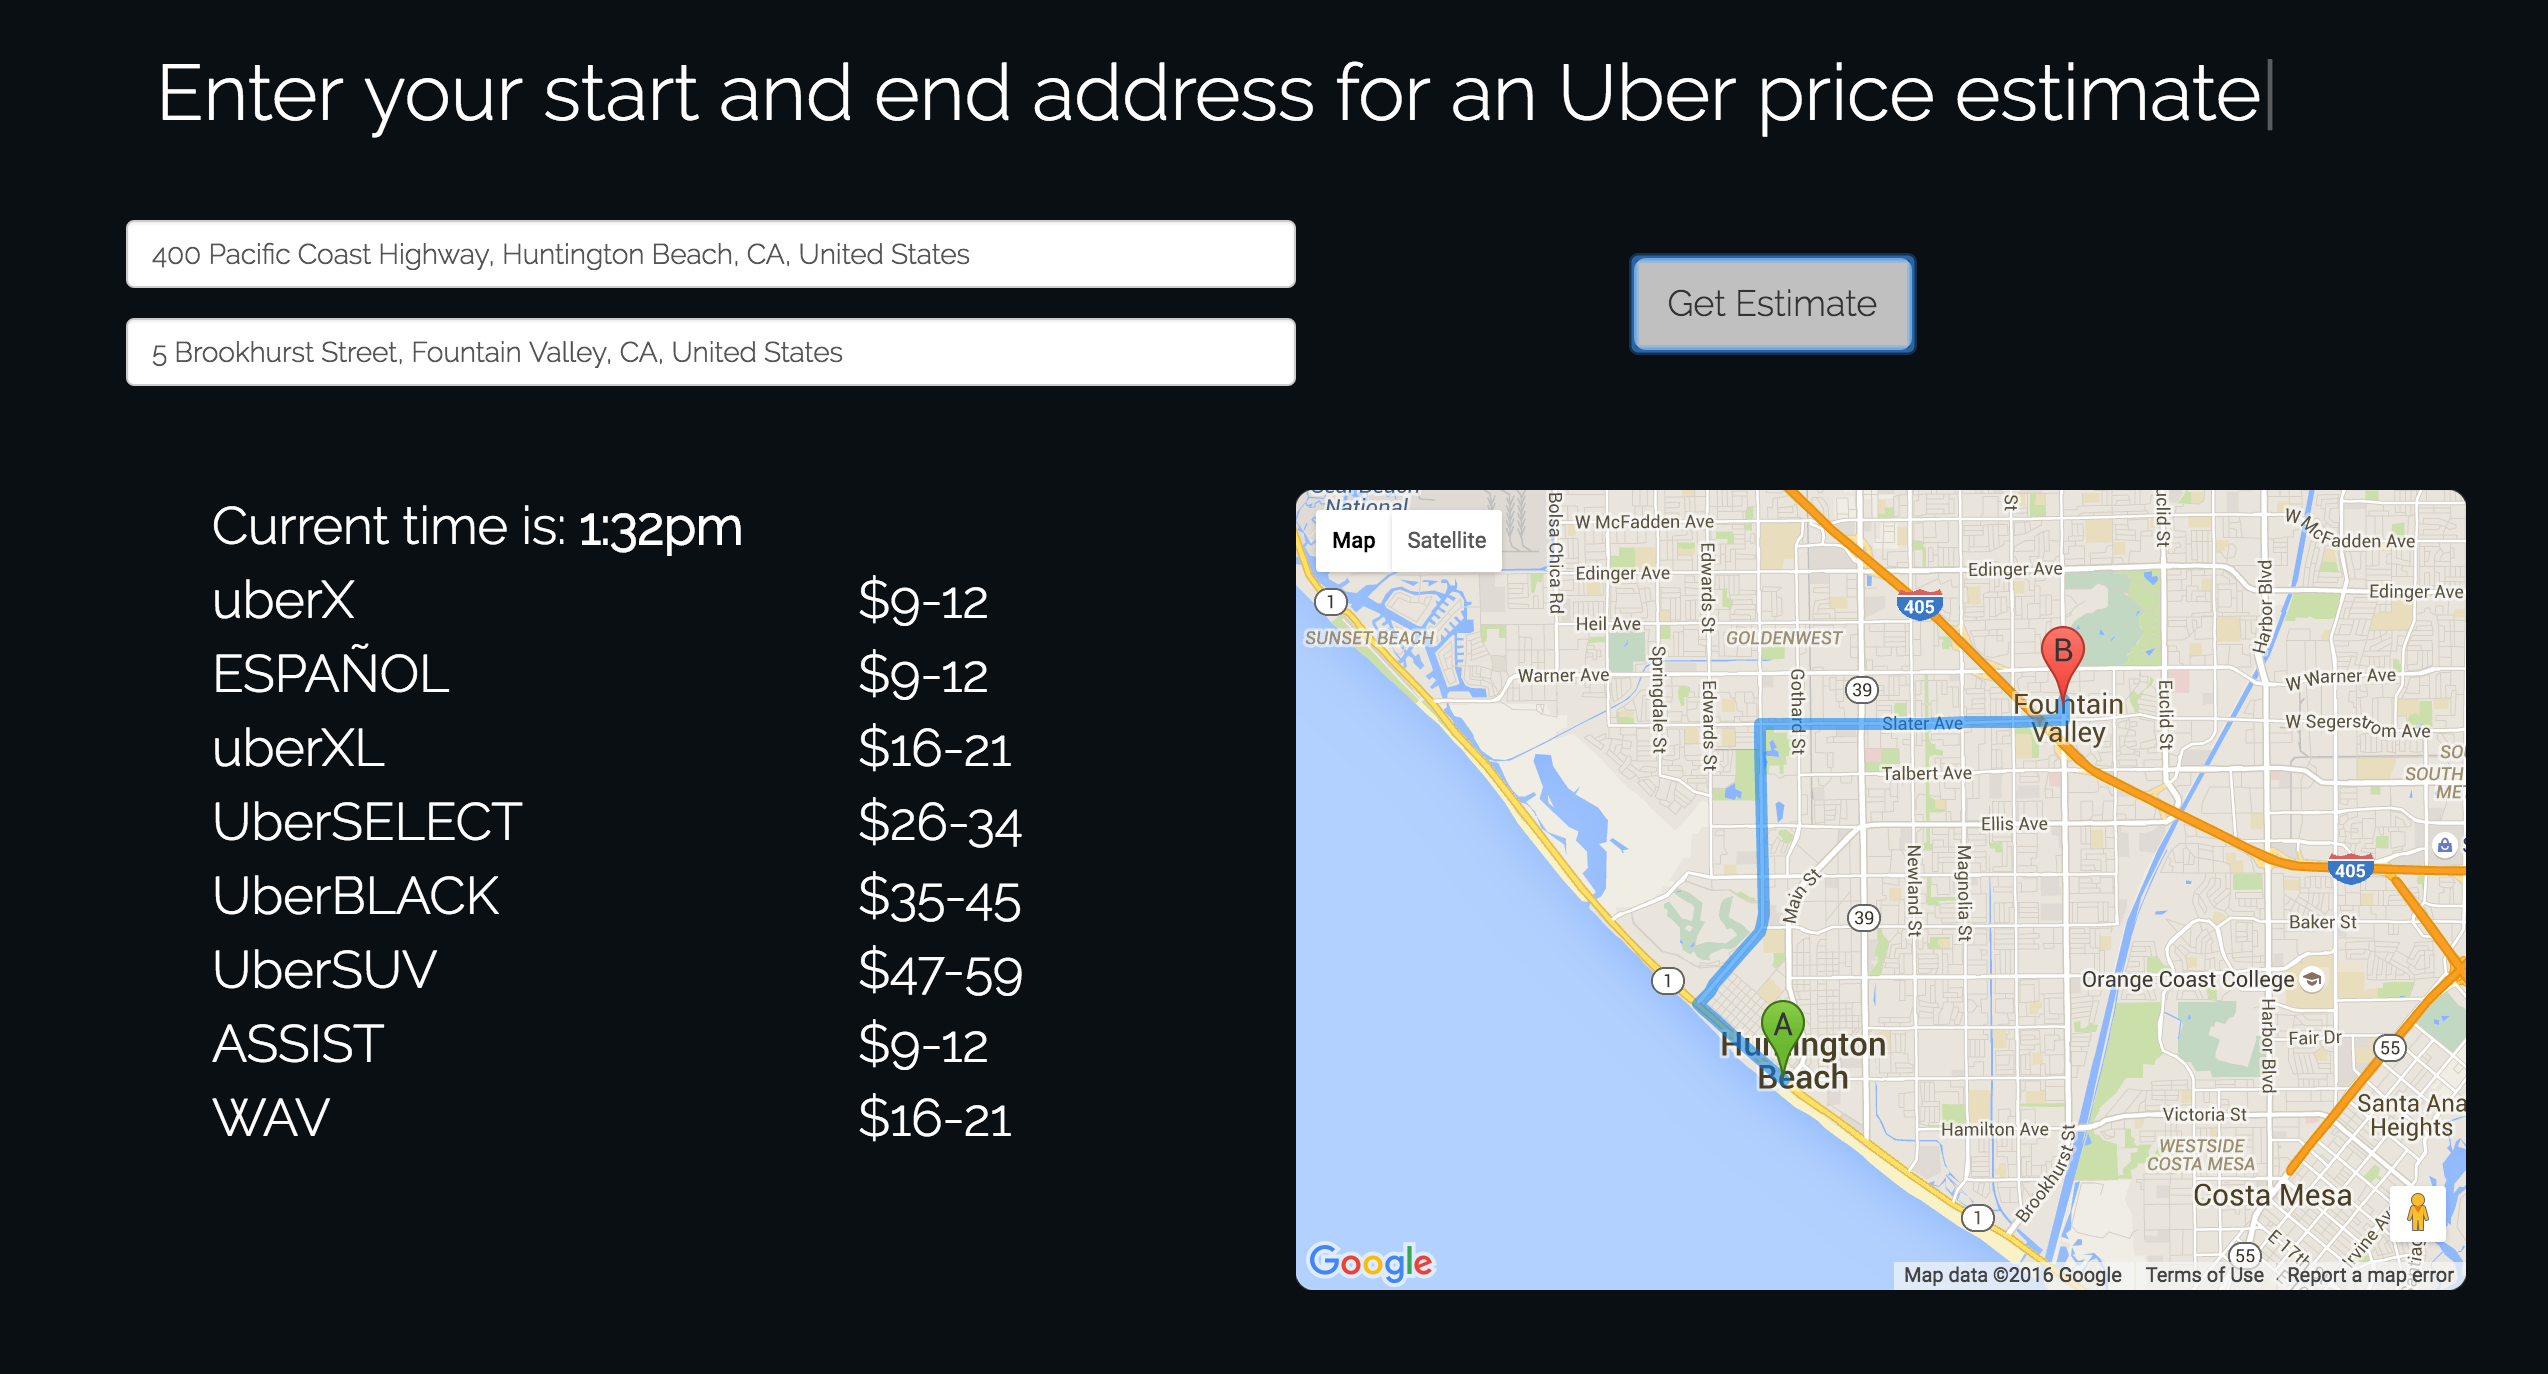 Enter your start and end address for an Uber price estimate
400 Pacific Coast Highway, Huntington Beach, CA, United States
5 Brookhurst Street, Fountain Valley, CA, United States
Get Estimate
Current time is: 1:32pm
uberX $9-12
ESPAÑOL $9-12
uberXL $16-21
UberSELECT $26-34
UberBLACK $35-45
UberSUV $47-59
ASSIST $9-12
WAV $16-21
National
Map Satellite
Bolsa Chica Rd
W McFadden Ave
W McFadden Ave
Edinger Ave
Edwards St
Edinger Ave
Edinger Ave
Harbor Blvd
1
405
Heil Ave
SUNSET BEACH
GOLDENWEST
B
Springdale St
Warner Ave
Edwards St
Gothard St
39
Euclid St
W Warner Ave
Fountain
Valley
Slater Ave
W Segerstrom Ave
Talbert Ave
SOUTH
Ellis Ave
Newland St
Magnolia St
405
Main St
39
Baker St
1
Orange Coast College
Harbor Blvd
A
Huntington
Beach
Fair Dr
55
Santa Ana
Heights
Victoria St
Hamilton Ave
Brookhurst St
WESTSIDE
COSTA MESA
Costa Mesa
1
55
E 17th
Irvine Av
Google
Map data ©2016 Google Terms of Use Report a map error